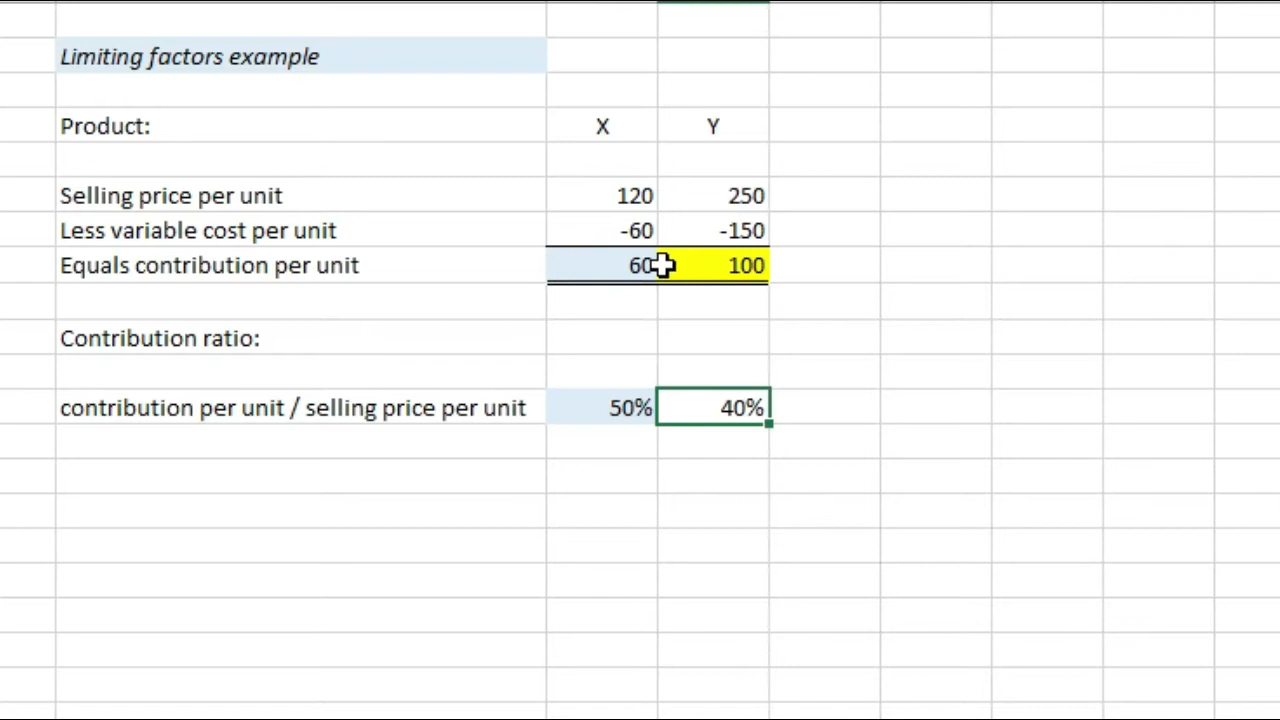 Limiting factors example
Product: X Y
Selling price per unit 120 250
Less variable cost per unit -60 -150
Equals contribution per unit 60 100
Contribution ratio:
contribution per unit / selling price per unit 50% 40%